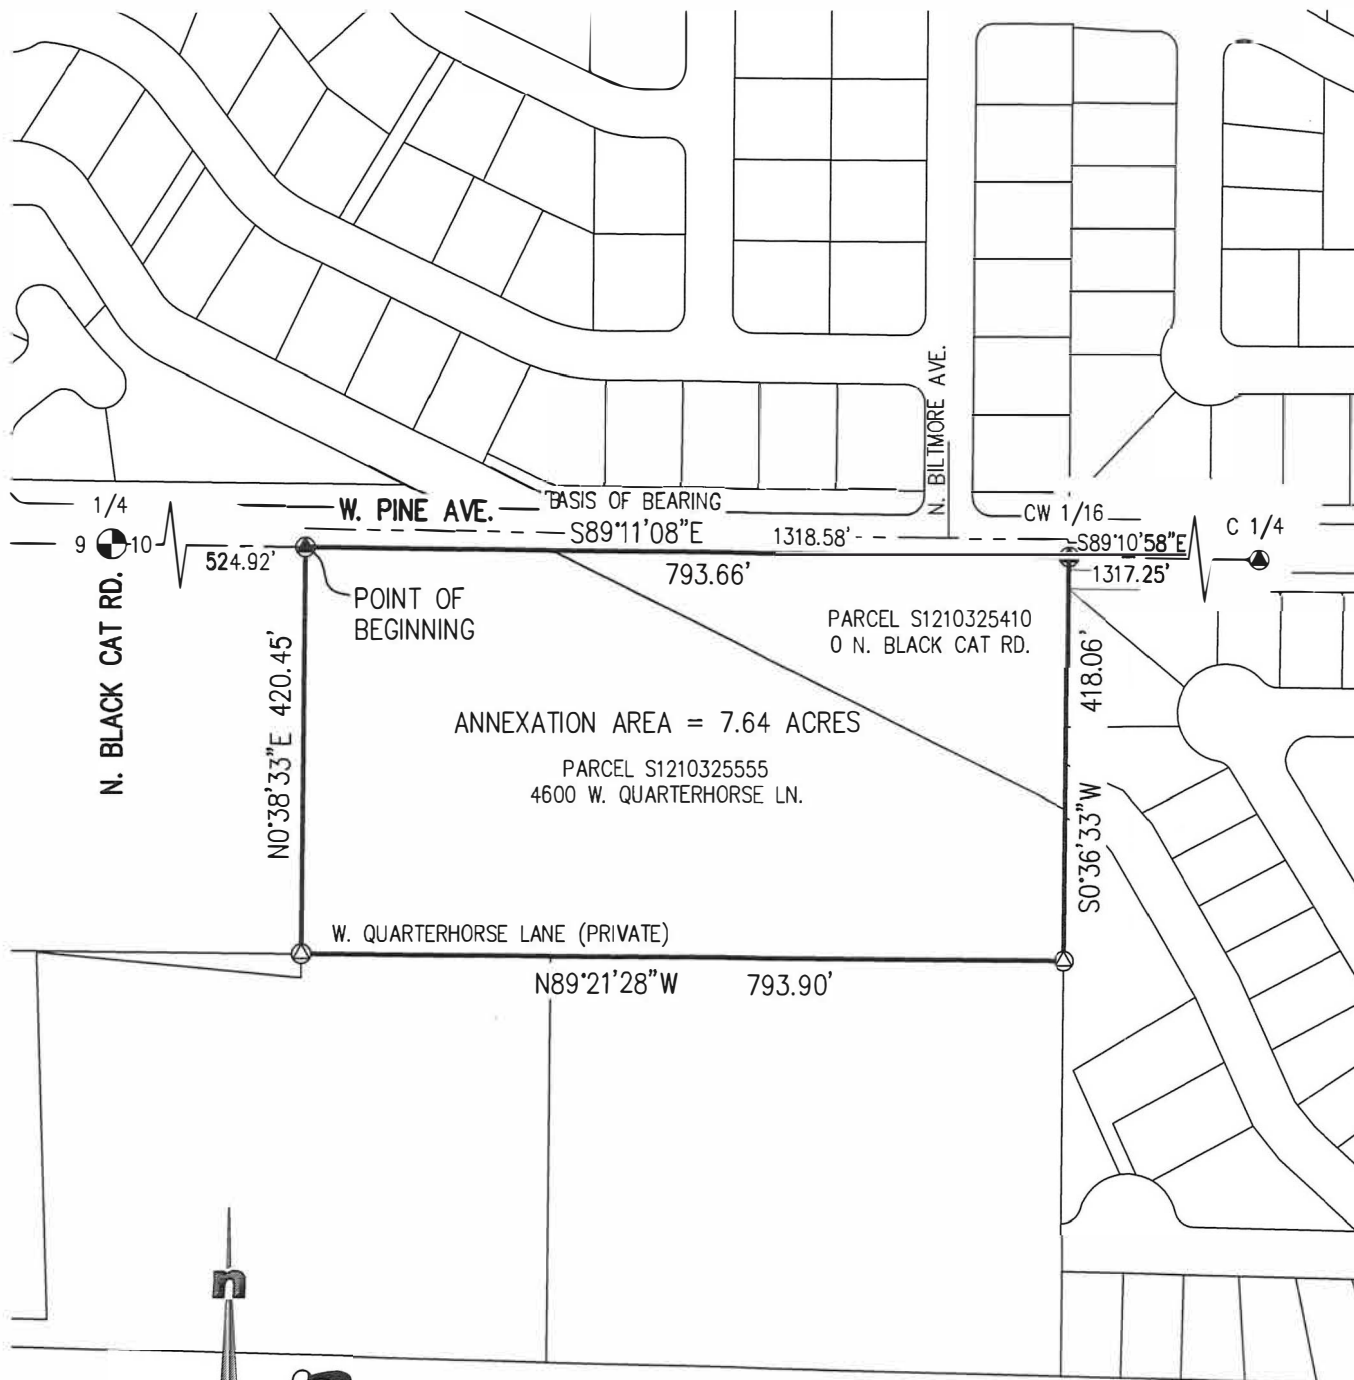 N. BILTMORE AVE.
1/4
W. PINE AVE.
BASIS OF BEARING
CW 1/16
C 1/4
9
10
524.92'
S89°11'08"E
1318.58'
S89°10'58"E
793.66'
1317.25'
POINT OF
BEGINNING
PARCEL S1210325410
0 N. BLACK CAT RD.
N. BLACK CAT RD.
N0°38'33"E 420.45'
418.06'
S0°36'33"W
ANNEXATION AREA = 7.64 ACRES
PARCEL S1210325555
4600 W. QUARTERHORSE LN.
W. QUARTERHORSE LANE (PRIVATE)
N89°21'28"W 793.90'
n